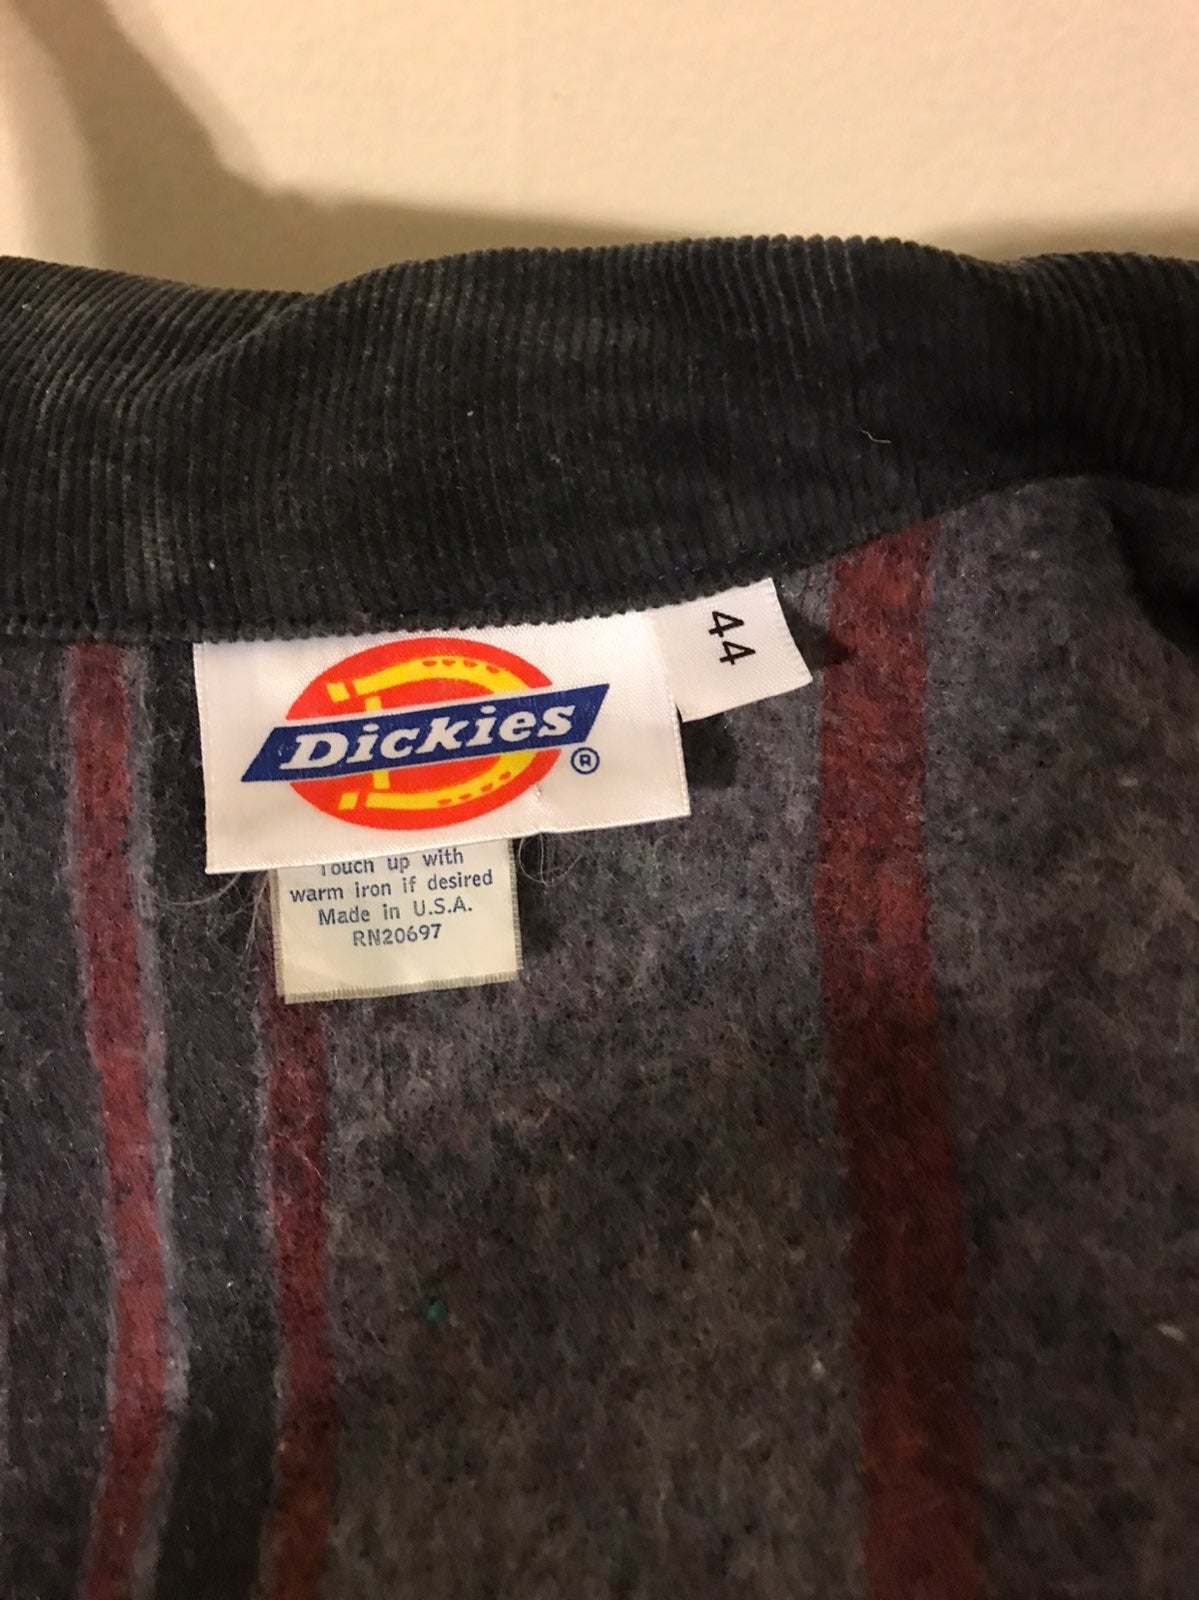 44
Dickies
®
Touch up with
warm iron if desired
Made in U.S.A.
RN20697